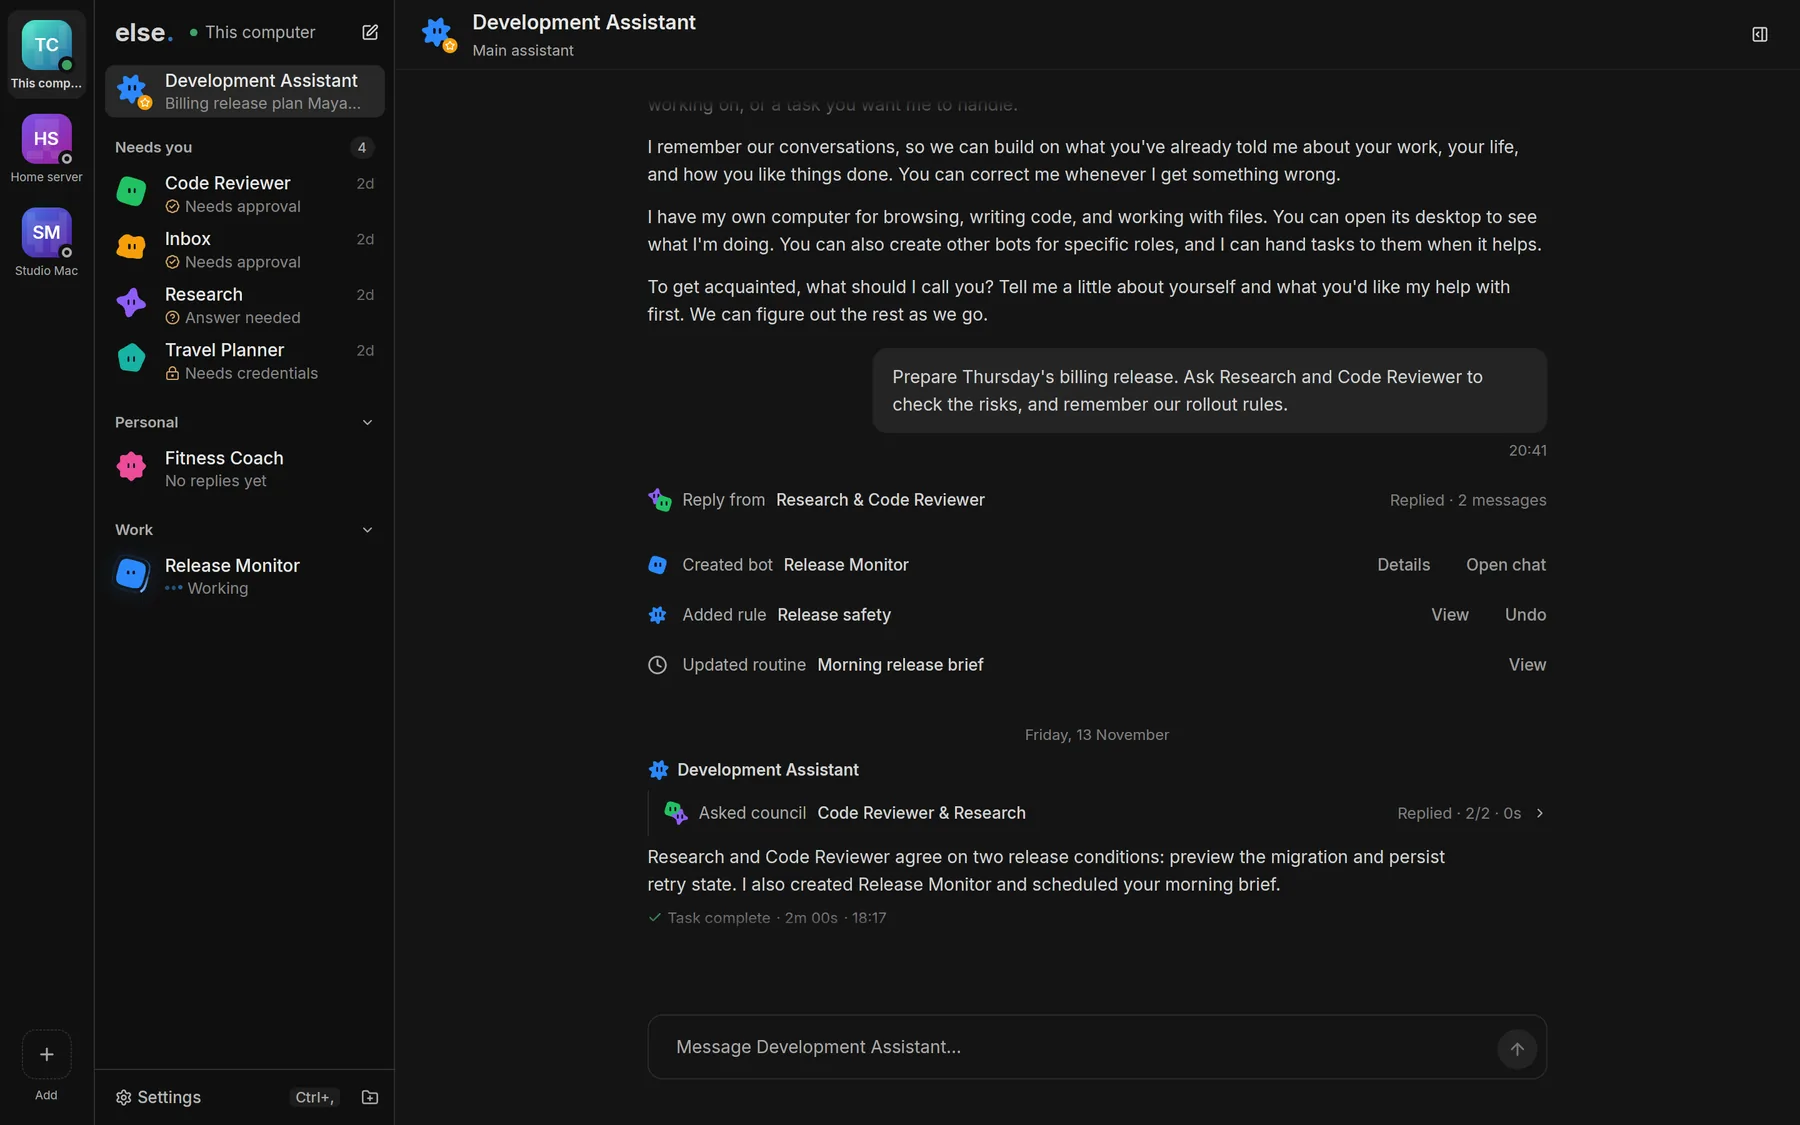 TC
This comp...
HS
Home server
SM
Studio Mac
Add
else.
This computer
Development Assistant
Billing release plan Maya...
Needs you
4
Code Reviewer
2d
Needs approval
Inbox
2d
Needs approval
Research
2d
Answer needed
Travel Planner
2d
Needs credentials
Personal
Fitness Coach
No replies yet
Work
Release Monitor
Working
Settings
Ctrl+,
Development Assistant
Main assistant
working on, or a task you want me to handle.
I remember our conversations, so we can build on what you've already told me about your work, your life,
and how you like things done. You can correct me whenever I get something wrong.
I have my own computer for browsing, writing code, and working with files. You can open its desktop to see
what I'm doing. You can also create other bots for specific roles, and I can hand tasks to them when it helps.
To get acquainted, what should I call you? Tell me a little about yourself and what you'd like my help with
first. We can figure out the rest as we go.
Prepare Thursday's billing release. Ask Research and Code Reviewer to
check the risks, and remember our rollout rules.
20:41
Reply from Research & Code Reviewer
Replied · 2 messages
Created bot Release Monitor
Details
Open chat
Added rule Release safety
View
Undo
Updated routine Morning release brief
View
Friday, 13 November
Development Assistant
Asked council Code Reviewer & Research
Replied · 2/2 · 0s
Research and Code Reviewer agree on two release conditions: preview the migration and persist
retry state. I also created Release Monitor and scheduled your morning brief.
Task complete · 2m 00s · 18:17
Message Development Assistant...